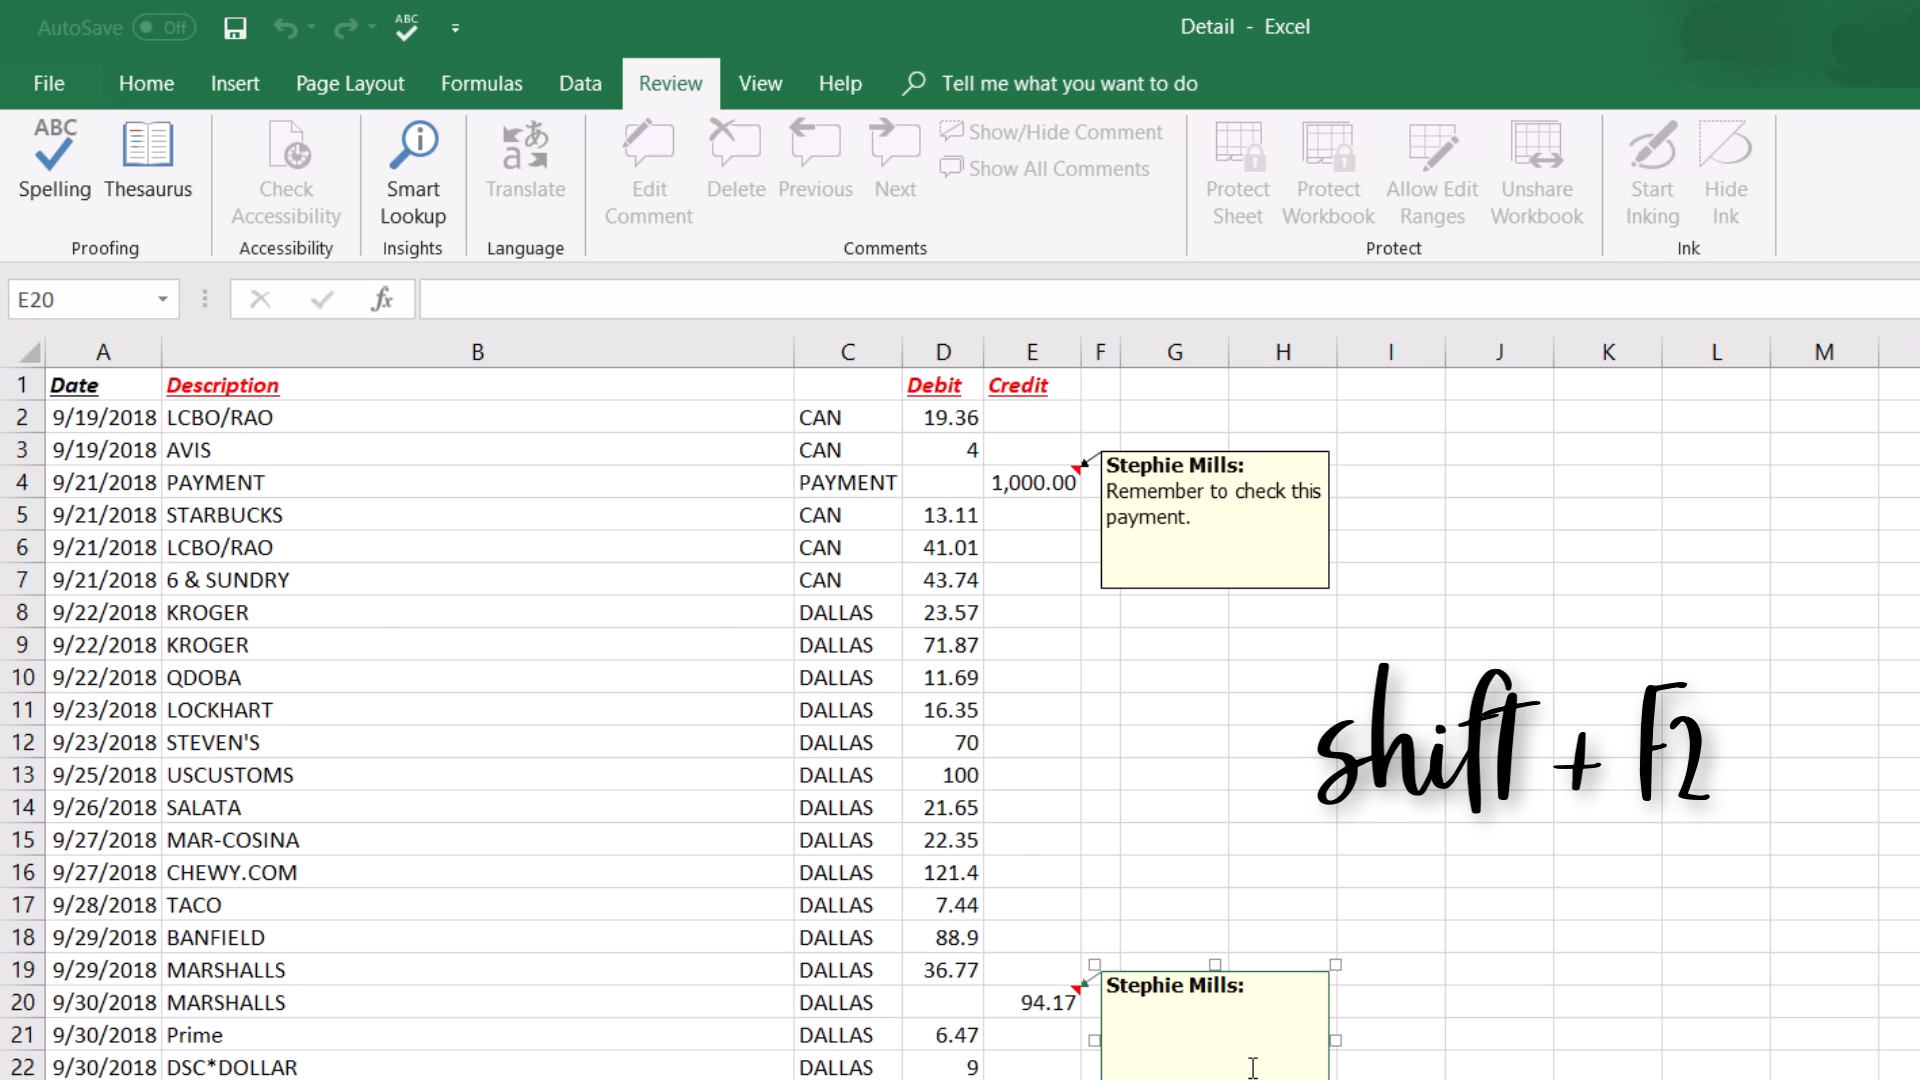 AutoSave Off ABC Detail - Excel
File Home Insert Page Layout Formulas Data Review View Help Tell me what you want to do
ABC
Spelling Thesaurus Check Accessibility Smart Lookup Translate Edit Comment Delete Previous Next Show/Hide Comment
Show All Comments
Protect Sheet Protect Workbook Allow Edit Ranges Unshare Workbook Start Inking Hide Ink
Proofing Accessibility Insights Language Comments Protect Ink
E20 fx
A B C D E F G H I J K L M
1 Date Description Debit Credit
2 9/19/2018 LCBO/RAO CAN 19.36
3 9/19/2018 AVIS CAN 4
4 9/21/2018 PAYMENT PAYMENT 1,000.00
5 9/21/2018 STARBUCKS CAN 13.11
6 9/21/2018 LCBO/RAO CAN 41.01
7 9/21/2018 6 & SUNDRY CAN 43.74
8 9/22/2018 KROGER DALLAS 23.57
9 9/22/2018 KROGER DALLAS 71.87
10 9/22/2018 QDOBA DALLAS 11.69
11 9/23/2018 LOCKHART DALLAS 16.35
12 9/23/2018 STEVEN'S DALLAS 70
13 9/25/2018 USCUSTOMS DALLAS 100
14 9/26/2018 SALATA DALLAS 21.65
15 9/27/2018 MAR-COSINA DALLAS 22.35
16 9/27/2018 CHEWY.COM DALLAS 121.4
17 9/28/2018 TACO DALLAS 7.44
18 9/29/2018 BANFIELD DALLAS 88.9
19 9/29/2018 MARSHALLS DALLAS 36.77
20 9/30/2018 MARSHALLS DALLAS 94.17
21 9/30/2018 Prime DALLAS 6.47
22 9/30/2018 DSC*DOLLAR DALLAS 9
Stephie Mills:
Remember to check this
payment.
shift + F2
Stephie Mills: